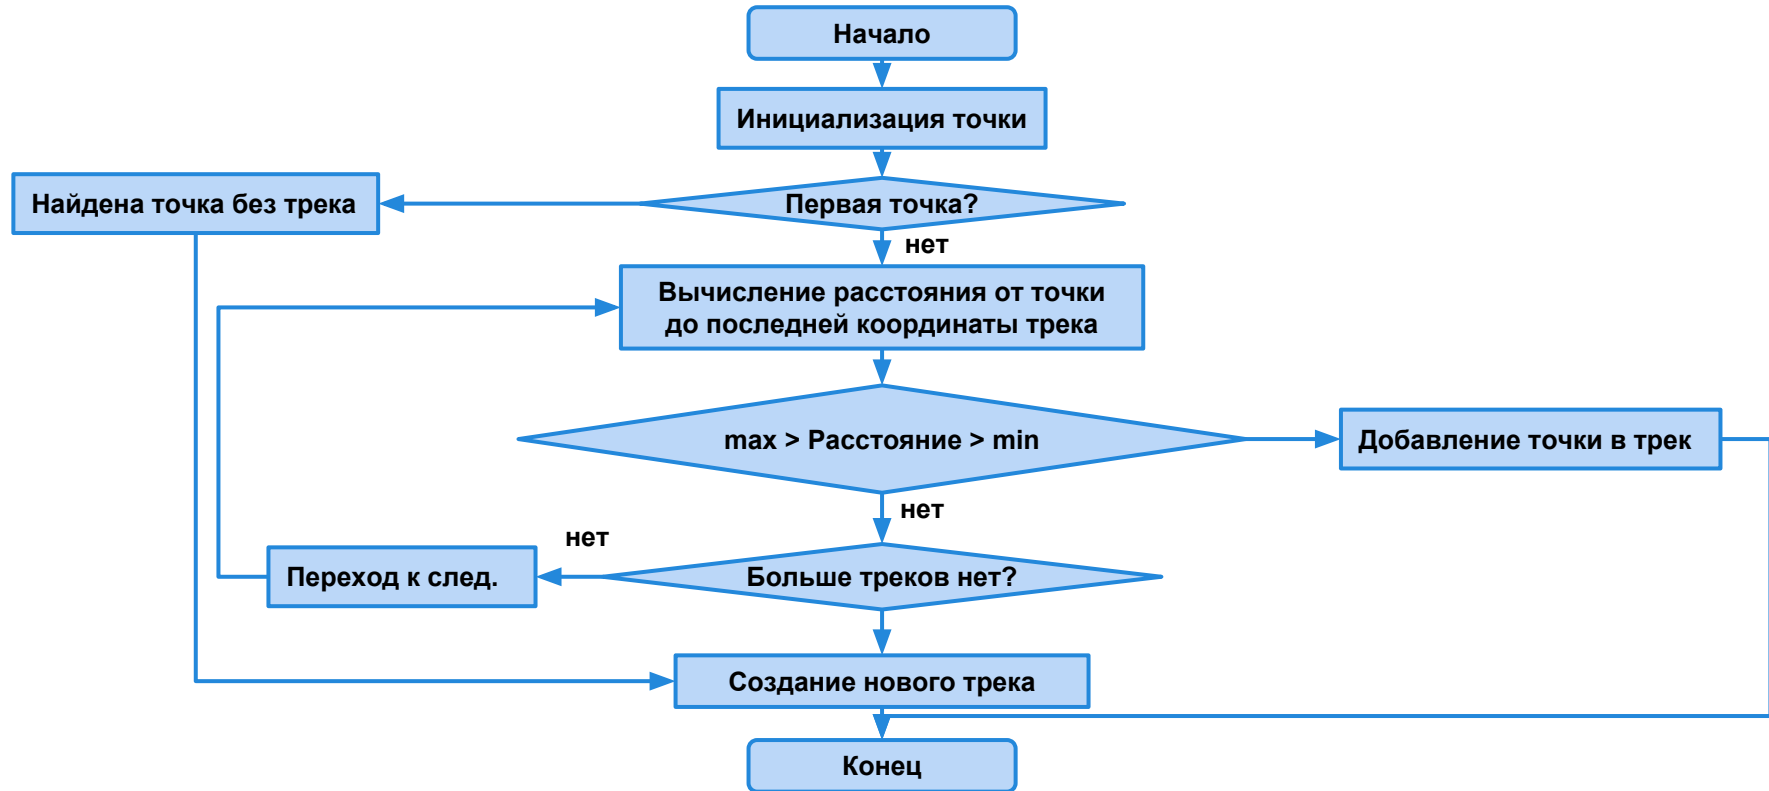 Начало
Инициализация точки
Найдена точка без трека
Первая точка?
нет
Вычисление расстояния от точки
до последней координаты трека
max > Расстояние > min
Добавление точки в трек
нет
нет
Переход к след.
Больше треков нет?
Создание нового трека
Конец